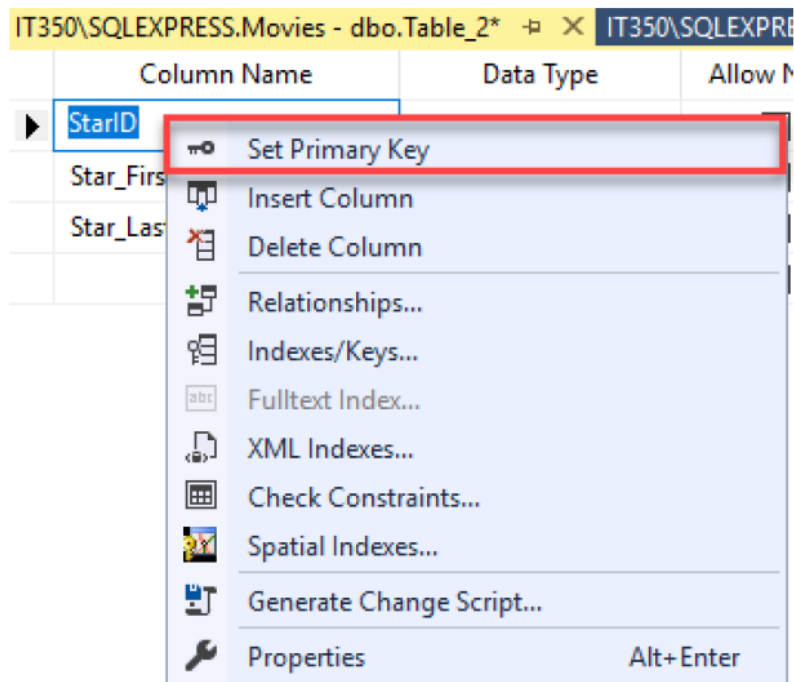 IT350\SQLEXPRESS.Movies - dbo.Table_2* IT350\SQLEXPRE
Column Name Data Type Allow N
StarID
Set Primary Key
Star_Firs
Insert Column
Star_Las
Delete Column
Relationships...
Indexes/Keys...
abc Fulltext Index...
XML Indexes...
Check Constraints...
Spatial Indexes...
Generate Change Script...
Properties Alt+Enter